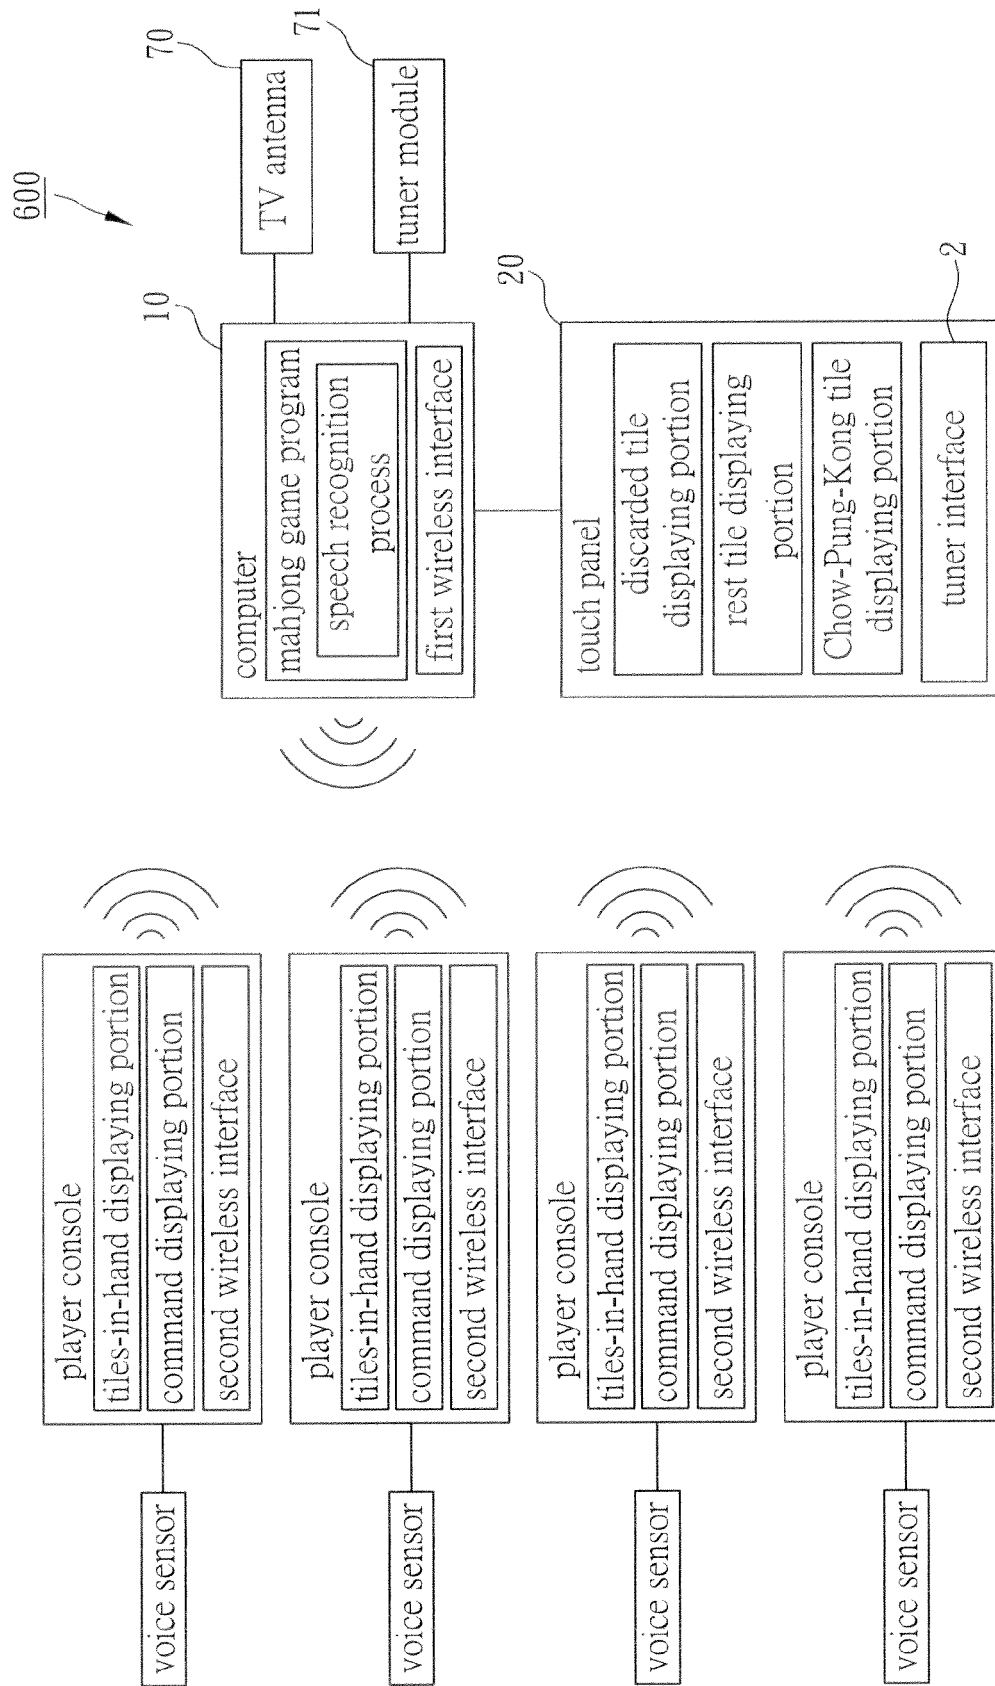 600
voice sensor
player console
tiles-in-hand displaying portion
command displaying portion
second wireless interface
voice sensor
player console
tiles-in-hand displaying portion
command displaying portion
second wireless interface
voice sensor
player console
tiles-in-hand displaying portion
command displaying portion
second wireless interface
voice sensor
player console
tiles-in-hand displaying portion
command displaying portion
second wireless interface
10
computer
mahjong game program
speech recognition
process
first wireless interface
70
TV antenna
71
tuner module
20
touch panel
discarded tile
displaying portion
rest tile displaying
portion
Chow-Pung-Kong tile
displaying portion
tuner interface
2